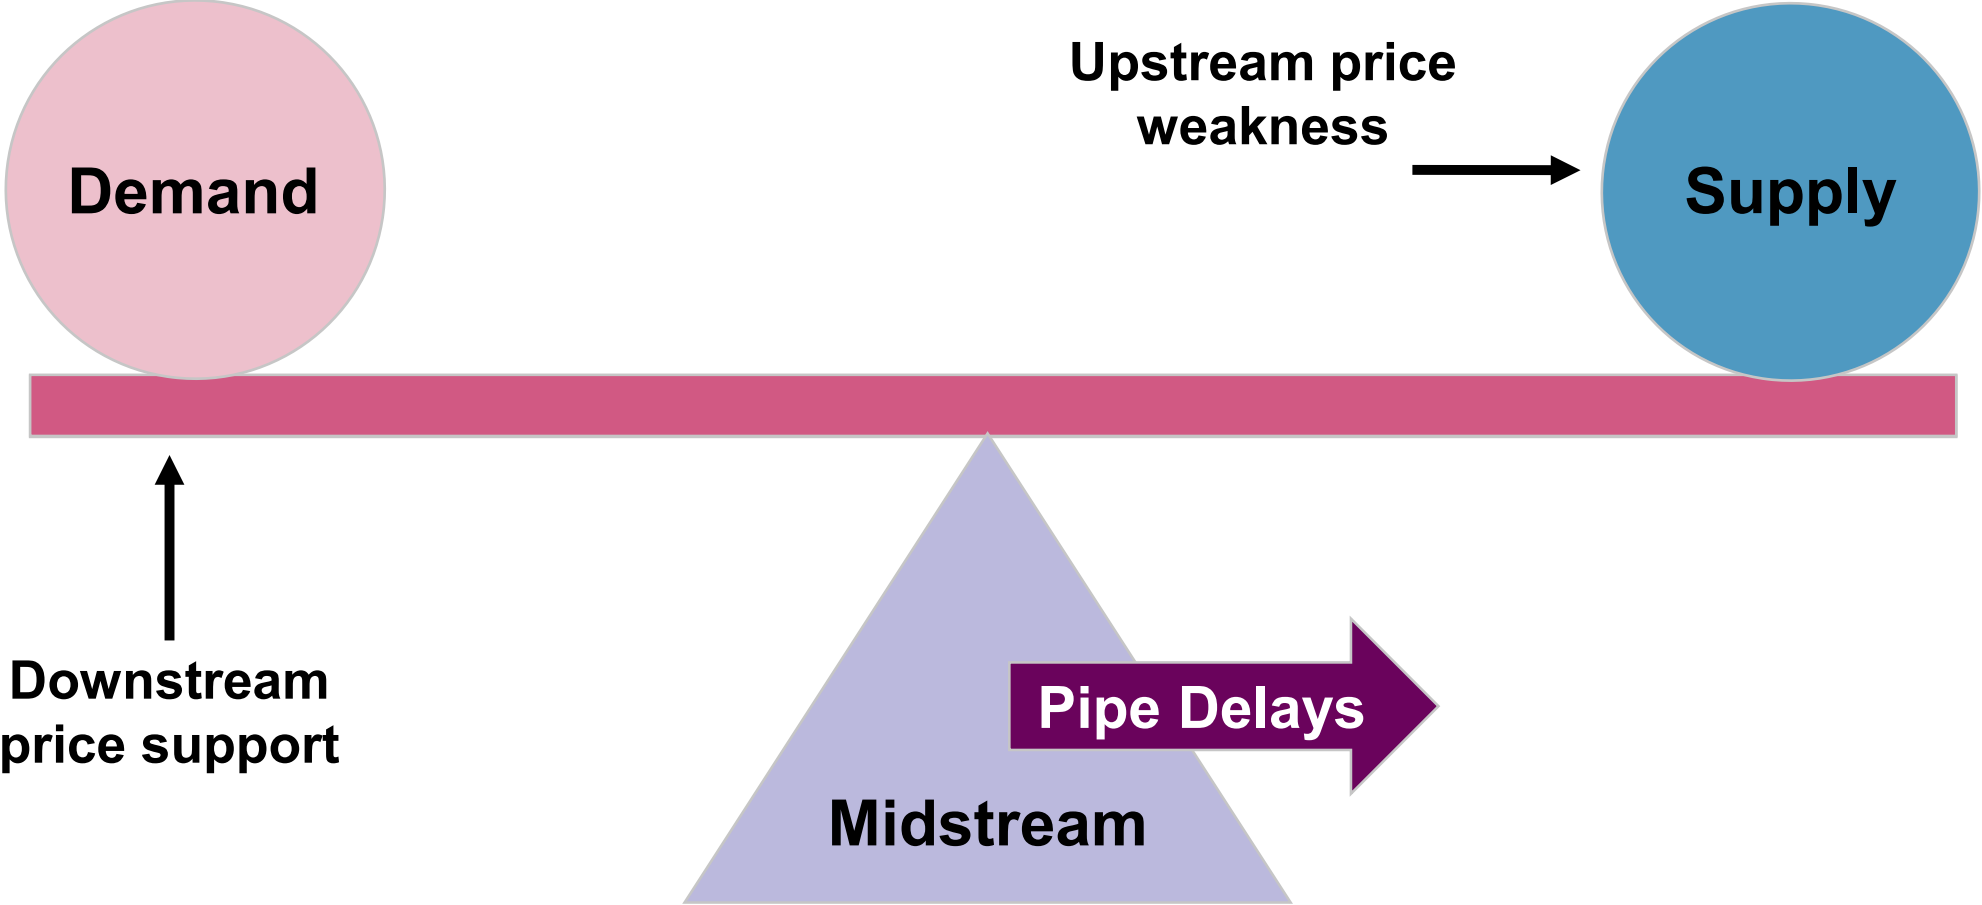 Demand
Upstream price
weakness
Supply
Downstream
price support
Pipe Delays
Midstream